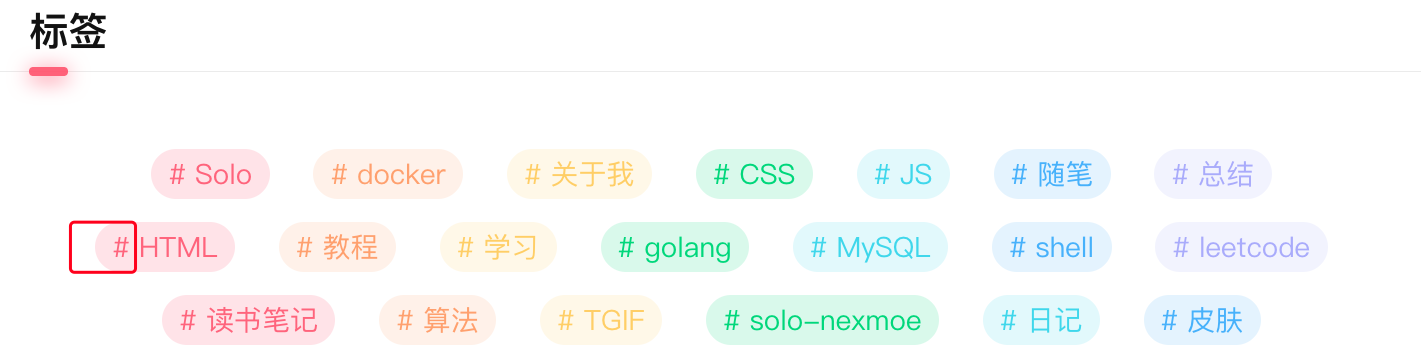 标签
# Solo # docker # 关于我 # CSS # JS # 随笔 # 总结
# HTML # 教程 # 学习 # golang # MySQL # shell # leetcode
# 读书笔记 # 算法 # TGIF # solo-nexmoe # 日记 # 皮肤